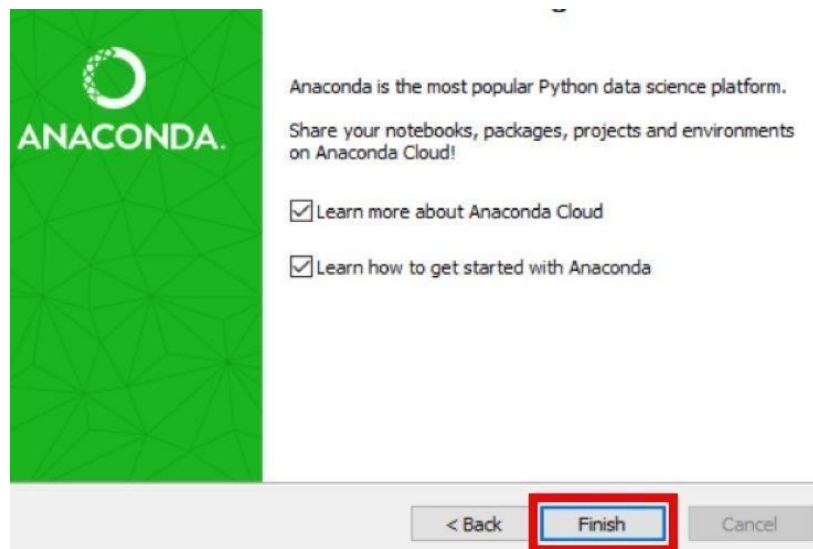 ANACONDA.
Anaconda is the most popular Python data science platform.
Share your notebooks, packages, projects and environments
on Anaconda Cloud!
Learn more about Anaconda Cloud
Learn how to get started with Anaconda
< Back
Finish
Cancel